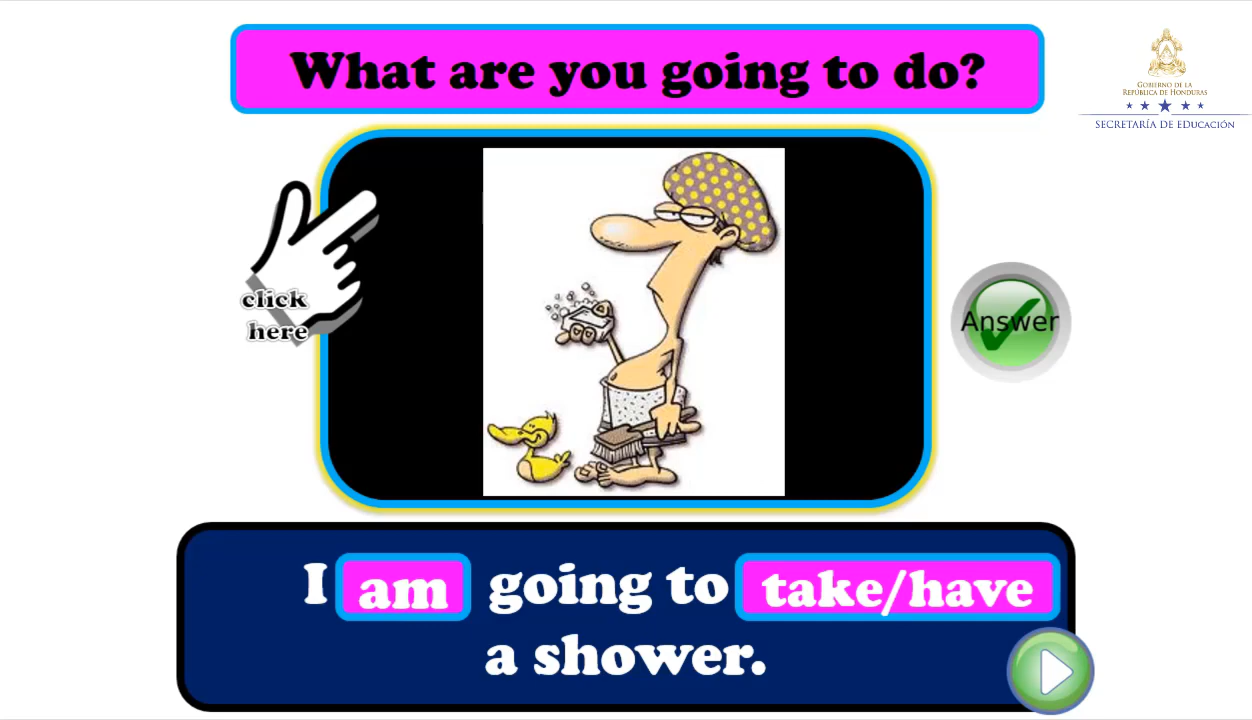 What are you going to do?
GOBIERNO DE LA
REPÚBLICA DE HONDURAS
SECRETARÍA DE EDUCACIÓN
click
here
Answer
I am going to take/have
a shower.